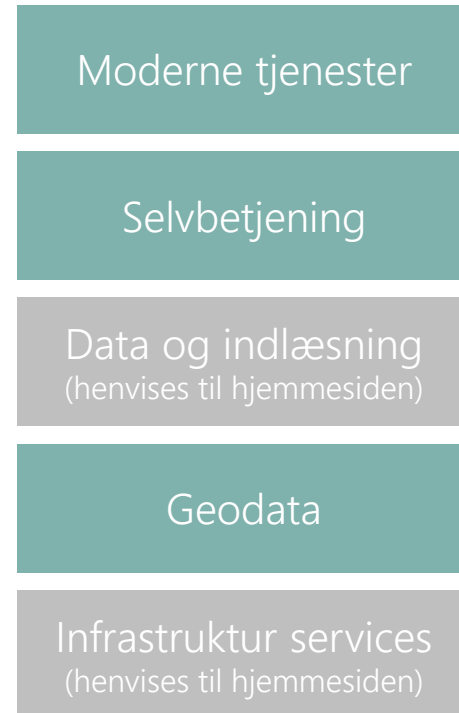 Moderne tjenester
Selvbetjening
Data og indlæsning
(henvises til hjemmesiden)
Geodata
Infrastruktur services
(henvises til hjemmesiden)